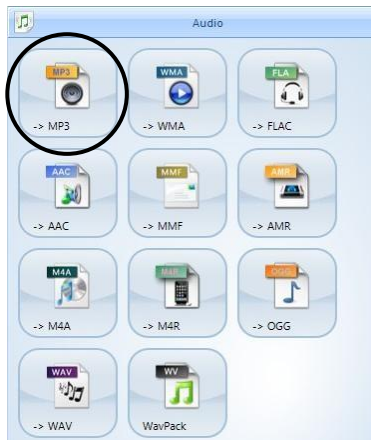 Audio
MP3 WMA FLA
-> MP3 -> WMA -> FLAC
AAC MMF AMR
-> AAC -> MMF -> AMR
M4A M4R OGG
-> M4A -> M4R -> OGG
WAV WV
-> WAV WavPack